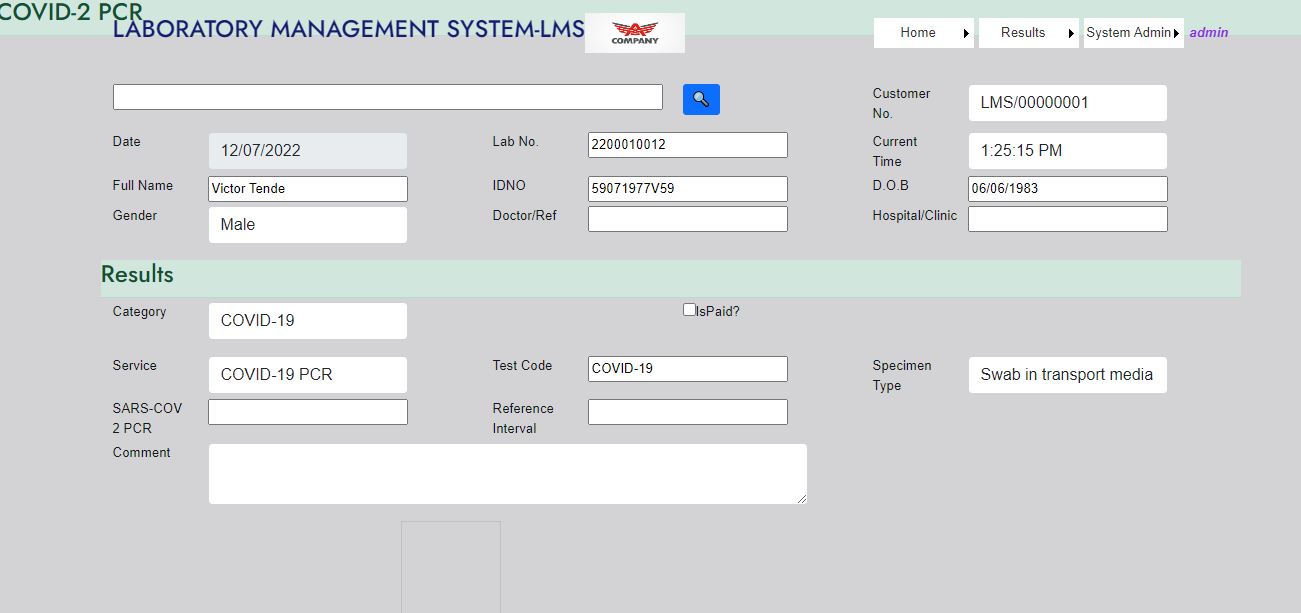 COVID-2 PCR
LABORATORY MANAGEMENT SYSTEM-LMS
COMPANY
Home
Results
System Admin
admin
Customer No.
LMS/00000001
Date
12/07/2022
Lab No.
2200010012
Current Time
1:25:15 PM
Full Name
Victor Tende
IDNO
59071977V59
D.O.B
06/06/1983
Gender
Male
Doctor/Ref
Hospital/Clinic
Results
Category
COVID-19
IsPaid?
Service
COVID-19 PCR
Test Code
COVID-19
Specimen Type
Swab in transport media
SARS-COV 2 PCR
Reference Interval
Comment